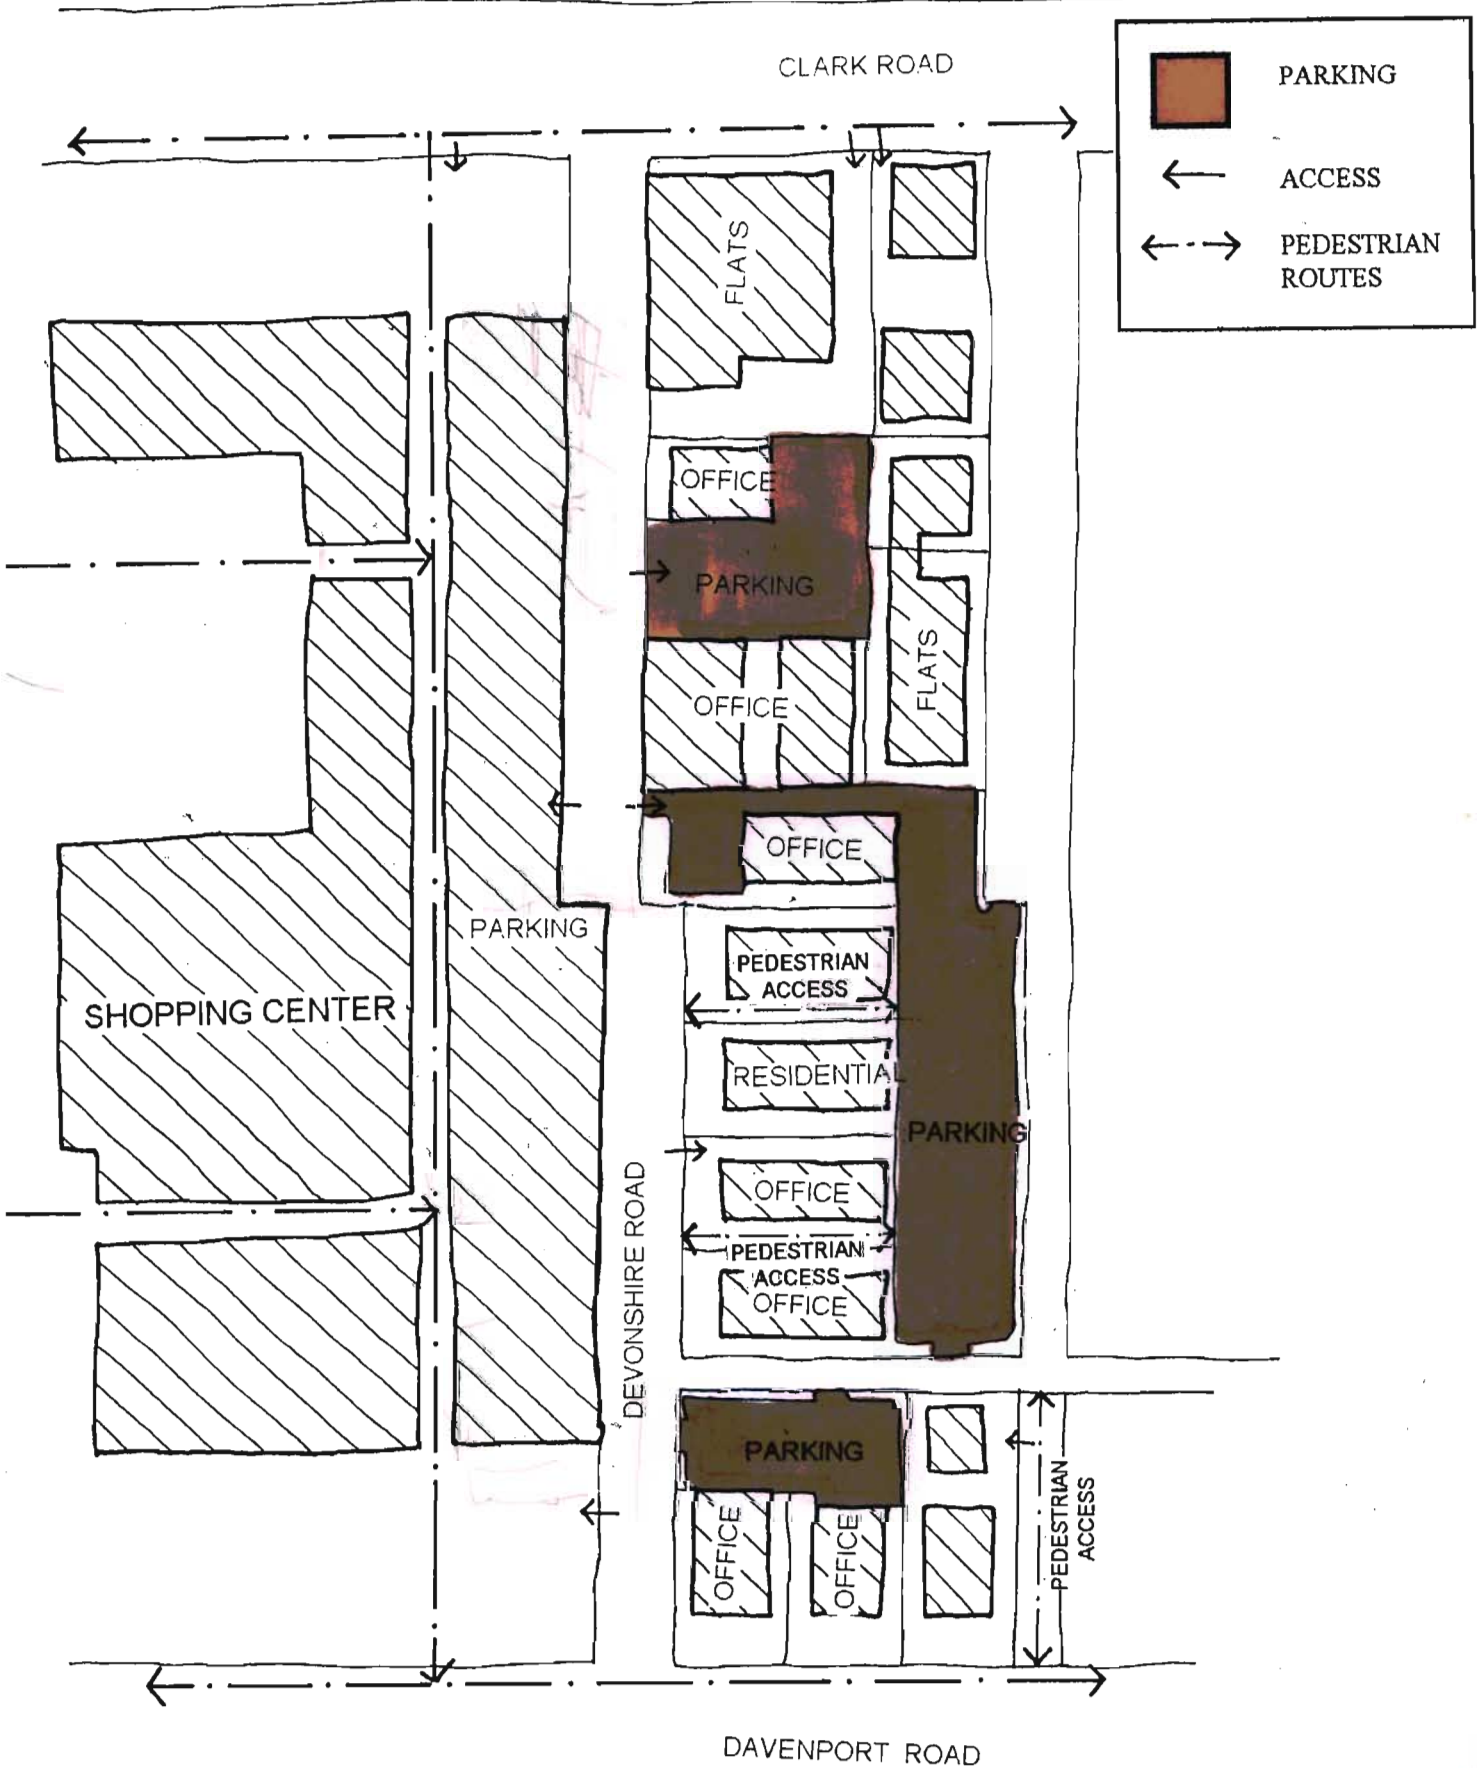 CLARK ROAD
PARKING
ACCESS
PEDESTRIAN
ROUTES
FLATS
OFFICE
PARKING
FLATS
OFFICE
OFFICE
PARKING
PEDESTRIAN
ACCESS
SHOPPING CENTER
RESIDENTIAL
PARKING
OFFICE
DEVONSHIRE ROAD
PEDESTRIAN
ACCESS
OFFICE
PARKING
PEDESTRIAN
ACCESS
OFFICE
OFFICE
DAVENPORT ROAD